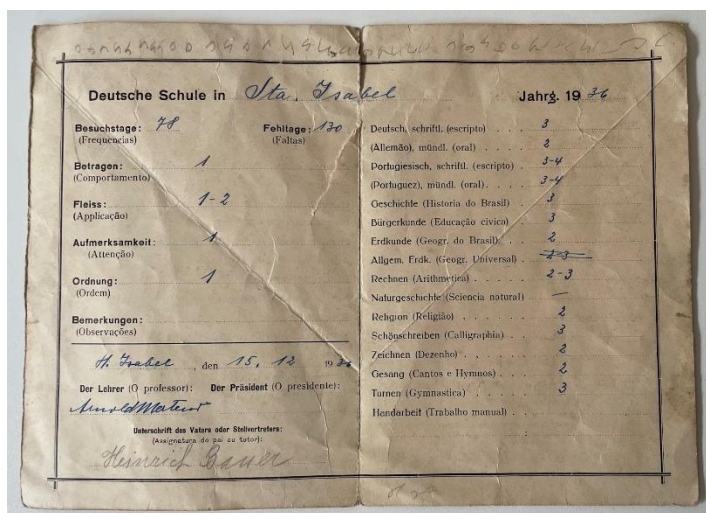 Deutsche Schule in Sta. Isabel
Jahrg. 19 36
Besuchstage: 78
(Frequencias)
Fehltage: 130
(Faltas)
Betragen: 1
(Comportamento)
Fleiss: 1-2
(Applicação)
Aufmerksamkeit: 1
(Attenção)
Ordnung: 1
(Ordem)
Bemerkungen:
(Observações)
St. Isabel, den 15. 12 1936
Der Lehrer (O professor): Der Präsident (O presidente):
Arnold
Unterschrift des Vaters oder Stellvertreters:
(Assignatura do pai ou tutor):
Heinrich Bauer
Deutsch, schriftl. (escripto) . . . . 3
(Allemão), mündl. (oral) . . . . 2
Portugiesisch, schriftl. (escripto) . 3-4
(Portuguez), mündl. (oral) . . . . 3-4
Geschichte (Historia do Brasil) . 3
Bürgerkunde (Educação civica) . 3
Erdkunde (Geogr. do Brasil) . . 2
Allgem. Erdk. (Geogr. Universal) . 2-3
Rechnen (Arithmetica) . . . . . 2-3
Naturgeschichte (Sciencia natural) —
Religion (Religião) . . . . . . 2
Schönschreiben (Calligraphia) . . 3
Zeichnen (Dezenho) . . . . . . 2
Gesang (Cantos e Hymnos) . . . 2
Turnen (Gymnastica) . . . . . 3
Handarbeit (Trabalho manual) . .